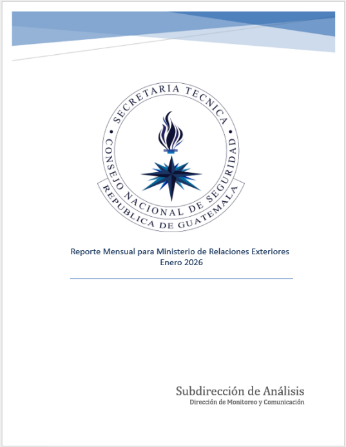 SECRETARIA TECNICA
CONSEJO NACIONAL DE SEGURIDAD
REPUBLICA DE GUATEMALA
Reporte Mensual para Ministerio de Relaciones Exteriores
Enero 2026
Subdirección de Análisis
Dirección de Monitoreo y Comunicación